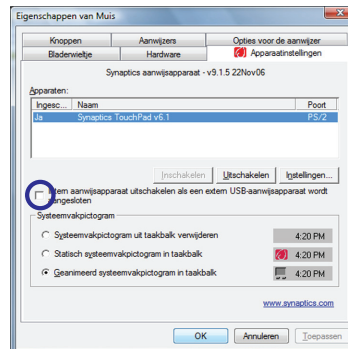 Eigenschappen van Muis
Knoppen Aanwijzers Opties voor de aanwijzer
Bladerwieltje Hardware Apparaatinstellingen
Synaptics aanwijsapparaat - v9.1.5 22Nov06
Apparaten:
Ingesc... Naam Poort
Ja Synaptics TouchPad v6.1 PS/2
Inschakelen Uitschakelen Instellingen...
Intern aanwijsapparaat uitschakelen als een extern USB-aanwijsapparaat wordt
aangesloten
Systeemvakpictogram
Systeemvakpictogram uit taakbalk verwijderen 4:20 PM
Statisch systeemvakpictogram in taakbalk 4:20 PM
Geanimeerd systeemvakpictogram in taakbalk 4:20 PM
www.synaptics.com
OK Annuleren Toepassen